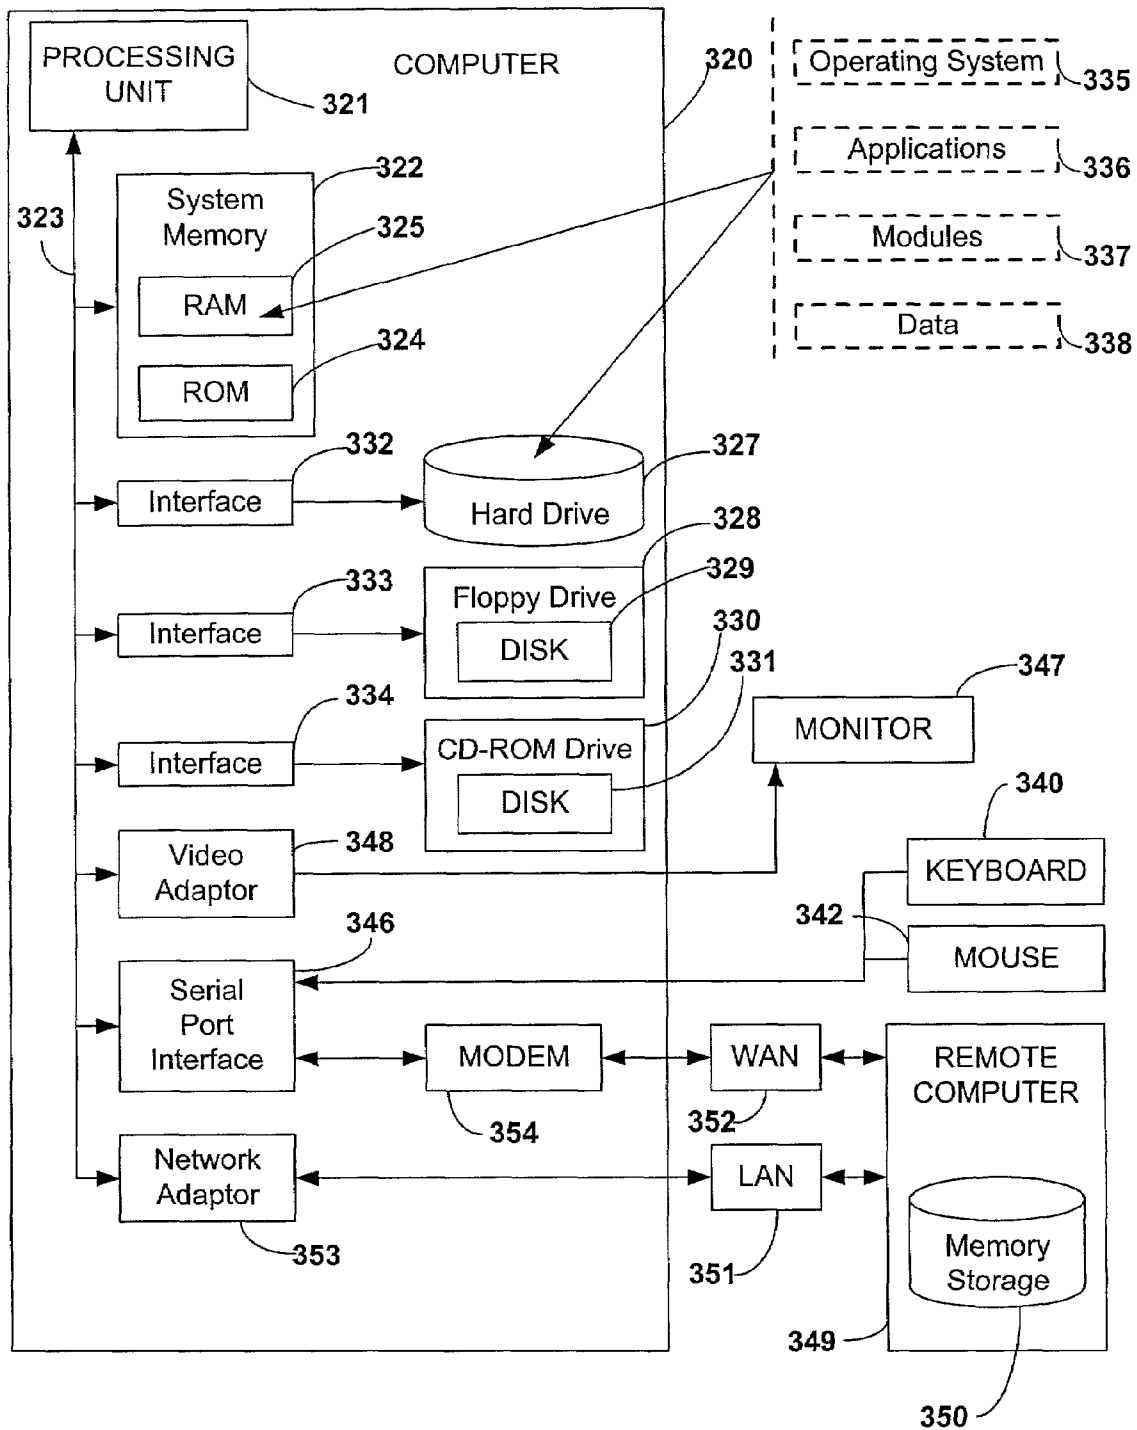 PROCESSING
UNIT
321
COMPUTER
320
Operating System
335
Applications
336
Modules
337
Data
338
323
322
System
Memory
325
RAM
324
ROM
332
Interface
327
Hard Drive
328
333
Interface
Floppy Drive
329
DISK
330
331
334
Interface
CD-ROM Drive
DISK
347
MONITOR
340
KEYBOARD
348
Video
Adaptor
342
MOUSE
346
Serial
Port
Interface
MODEM
354
WAN
352
REMOTE
COMPUTER
Network
Adaptor
353
LAN
351
Memory
Storage
349
350